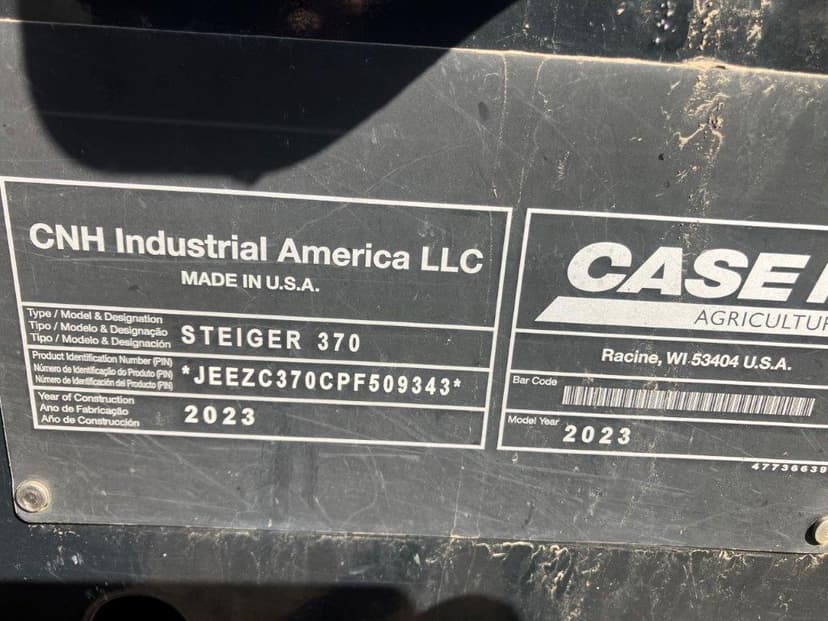 CNH Industrial America LLC
MADE IN U.S.A.
Type / Model & Designation
Tipo / Modelo & Designação
Tipo / Modelo & Designación
STEIGER 370
Product Identification Number (PIN)
Número de Identificação do Produto (PIN)
Número de Identificación del Producto (PIN)
*JEEZC370CPF509343*
Year of Construction
Ano de Fabricação
Año de Construcción
2023
CASE
AGRICULTUR
Racine, WI 53404 U.S.A.
Bar Code
Model Year
2023
47736639